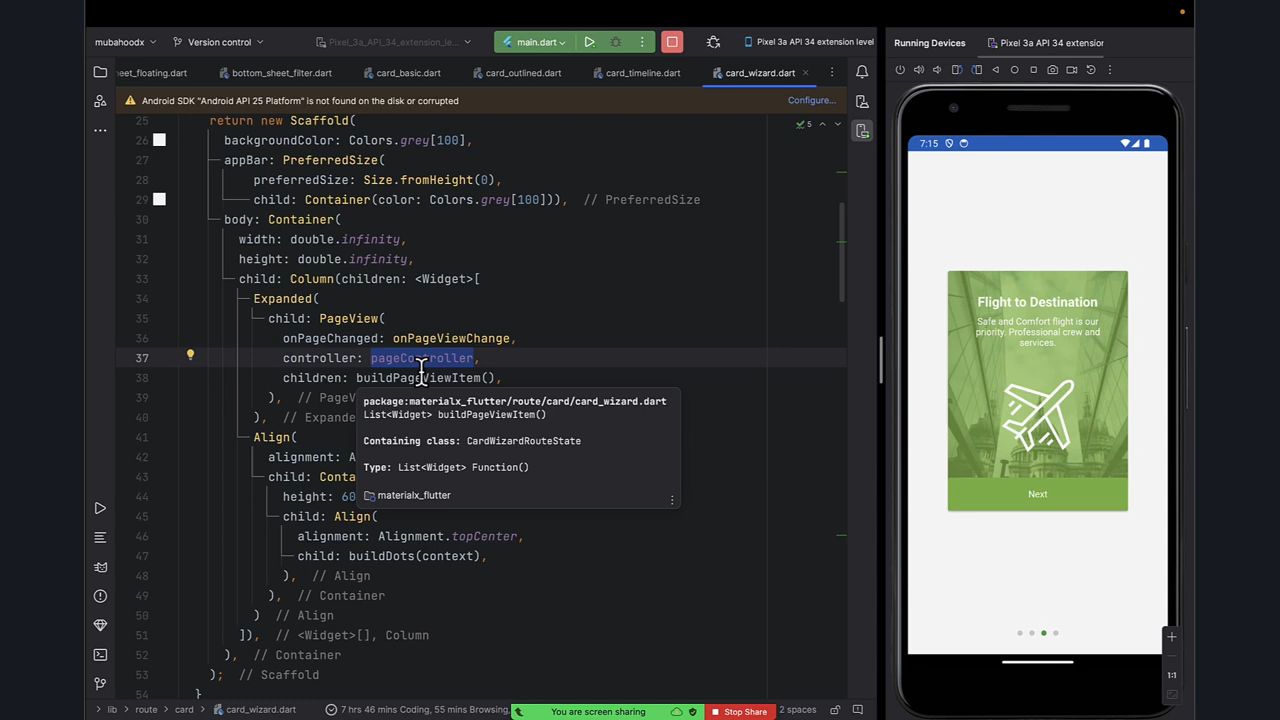 mubahoodx
Version control
Pixel_3a_API_34_extension_le...
main.dart
Pixel 3a API 34 extension level
Running Devices
Pixel 3a API 34 extension
heet_floating.dart
bottom_sheet_filter.dart
card_basic.dart
card_outlined.dart
card_timeline.dart
card_wizard.dart
Android SDK "Android API 25 Platform" is not found on the disk or corrupted
Configure...
5
25 return new Scaffold(
26 backgroundColor: Colors.grey[100],
27 appBar: PreferredSize(
28 preferredSize: Size.fromHeight(0),
29 child: Container(color: Colors.grey[100])), // PreferredSize
30 body: Container(
31 width: double.infinity,
32 height: double.infinity,
33 child: Column(children: <Widget>[
34 Expanded(
35 child: PageView(
36 onPageChanged: onPageViewChange,
37 controller: pageController,
38 children: buildPageViewItem(),
39 ), // PageV
40 ), // Expande
41 Align(
42 alignment: A
43 child: Conta
44 height: 60
45 child: Align(
46 alignment: Alignment.topCenter,
47 child: buildDots(context),
48 ), // Align
49 ), // Container
50 ) // Align
51 ]), // <Widget>[], Column
52 ), // Container
53 ); // Scaffold
54 }
package:materialx_flutter/route/card/card_wizard.dart
List<Widget> buildPageViewItem()
Containing class: CardWizardRouteState
Type: List<Widget> Function()
materialx_flutter
7:15
Flight to Destination
Safe and Comfort flight is our
priority. Professional crew and
services.
Next
1:1
lib
route
card
card_wizard.dart
7 hrs 46 mins Coding, 55 mins Browsing,
You are screen sharing
Stop Share
2 spaces